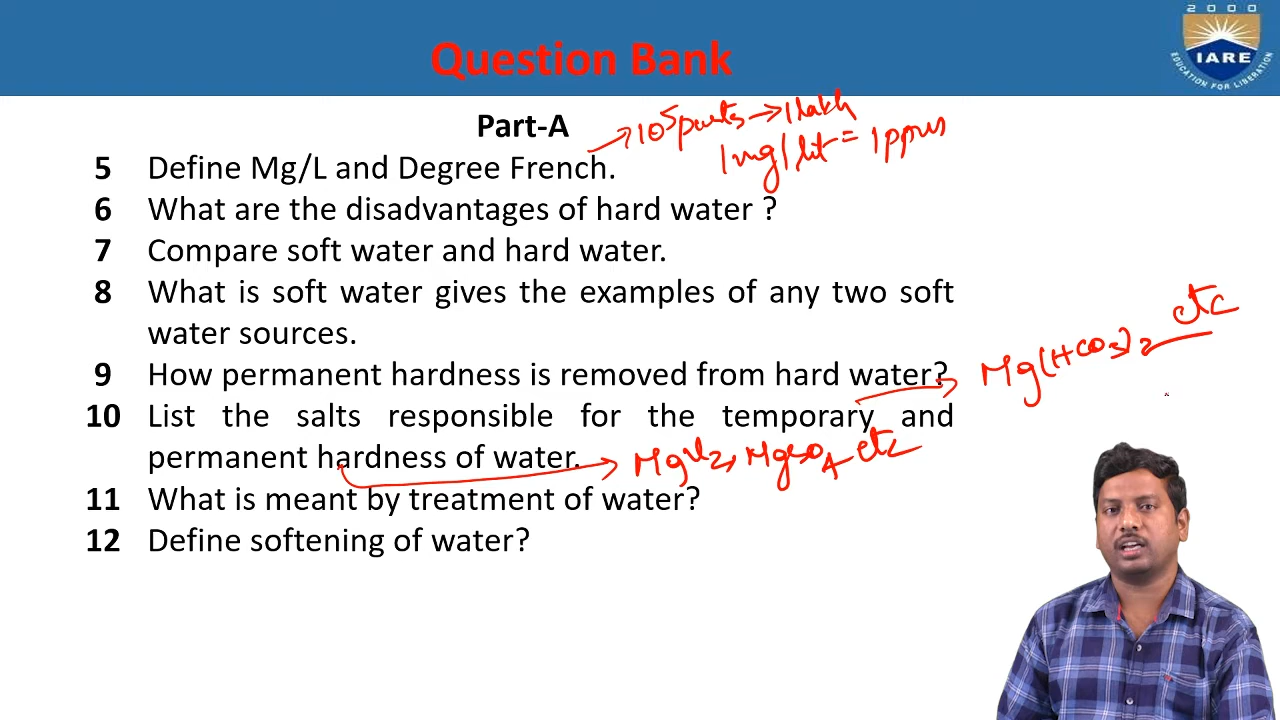 2000
IARE
EDUCATION FOR LIBERATION
Question Bank
Part-A
10⁵ parts → 1 lakh
1mg/lit = 1ppm
5 Define Mg/L and Degree French.
6 What are the disadvantages of hard water ?
7 Compare soft water and hard water.
8 What is soft water gives the examples of any two soft
water sources.
etc
9 How permanent hardness is removed from hard water?
Mg(HCO₃)₂
10 List the salts responsible for the temporary and
permanent hardness of water.
MgCl₂, MgSO₄ etc
11 What is meant by treatment of water?
12 Define softening of water?